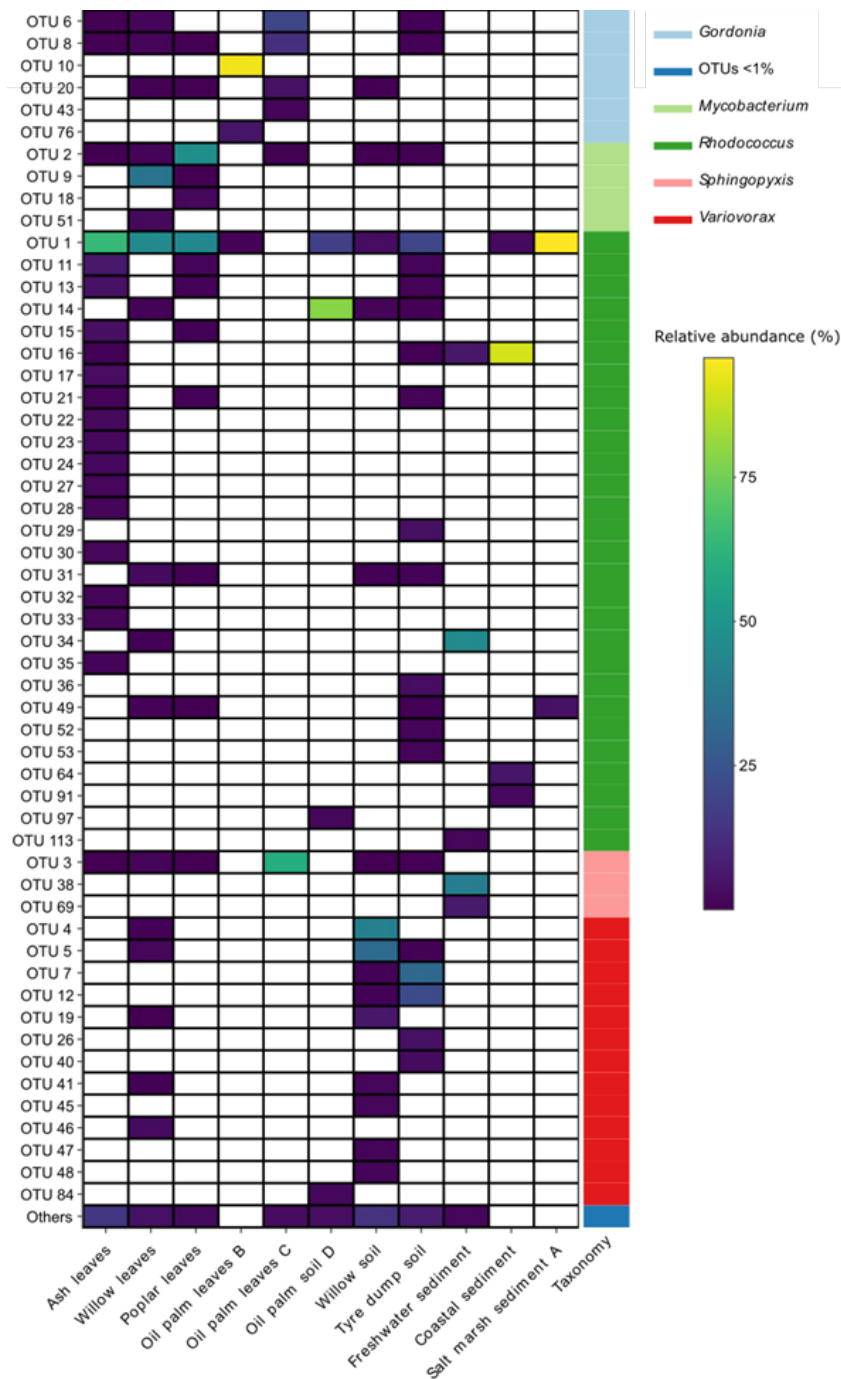 OTU 6
OTU 8
OTU 10
OTU 20
OTU 43
OTU 76
OTU 2
OTU 9
OTU 18
OTU 51
OTU 1
OTU 11
OTU 13
OTU 14
OTU 15
OTU 16
OTU 17
OTU 21
OTU 22
OTU 23
OTU 24
OTU 27
OTU 28
OTU 29
OTU 30
OTU 31
OTU 32
OTU 33
OTU 34
OTU 35
OTU 36
OTU 49
OTU 52
OTU 53
OTU 64
OTU 91
OTU 97
OTU 113
OTU 3
OTU 38
OTU 69
OTU 4
OTU 5
OTU 7
OTU 12
OTU 19
OTU 26
OTU 40
OTU 41
OTU 45
OTU 46
OTU 47
OTU 48
OTU 84
Others
Ash leaves
Willow leaves
Poplar leaves
Oil palm leaves B
Oil palm leaves C
Oil palm soil D
Willow soil
Tyre dump soil
Freshwater sediment
Coastal sediment
Salt marsh sediment A
Taxonomy
Gordonia
OTUs <1%
Mycobacterium
Rhodococcus
Sphingopyxis
Variovorax
Relative abundance (%)
75
50
25